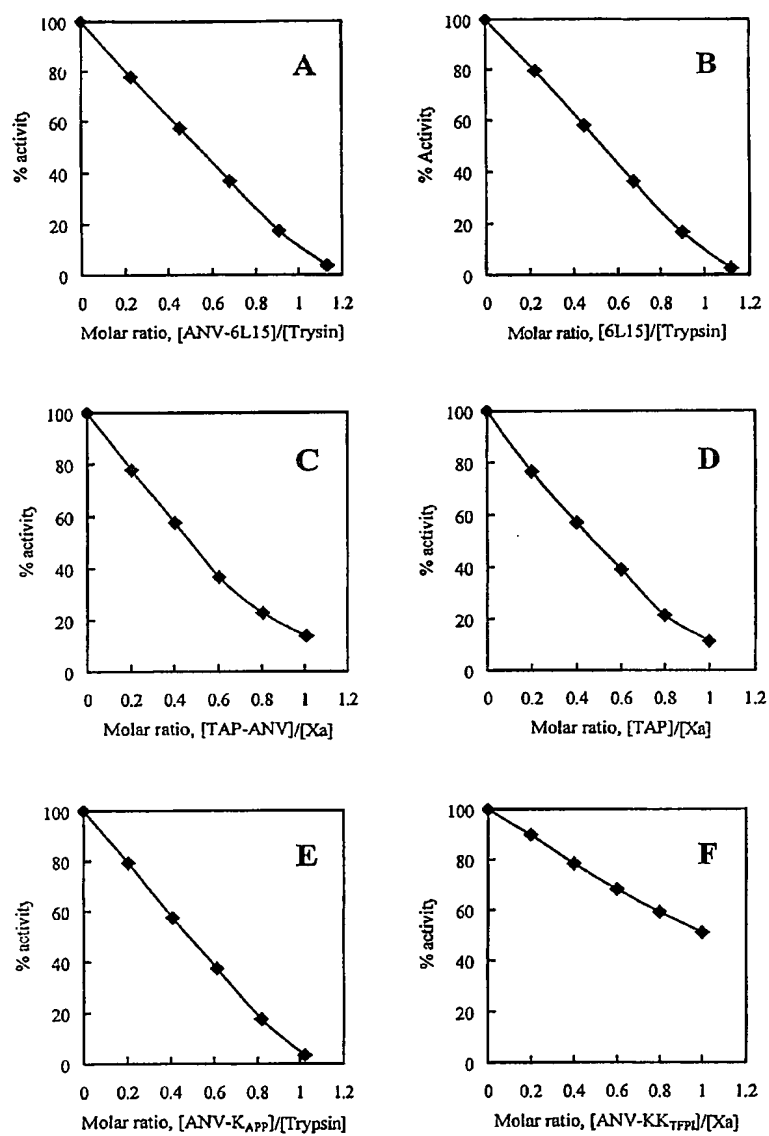 100
80
60
40
20
0
% activity
A
0 0.2 0.4 0.6 0.8 1 1.2
Molar ratio, [ANV-6L15]/[Trysin]
100
80
60
40
20
0
% Activity
B
0 0.2 0.4 0.6 0.8 1 1.2
Molar ratio, [6L15]/[Trypsin]
100
80
60
40
20
0
% activity
C
0 0.2 0.4 0.6 0.8 1 1.2
Molar ratio, [TAP-ANV]/[Xa]
100
80
60
40
20
0
% activity
D
0 0.2 0.4 0.6 0.8 1 1.2
Molar ratio, [TAP]/[Xa]
100
80
60
40
20
0
% activity
E
0 0.2 0.4 0.6 0.8 1 1.2
Molar ratio, [ANV-KAPP]/[Trypsin]
100
80
60
40
20
0
% activity
F
0 0.2 0.4 0.6 0.8 1 1.2
Molar ratio, [ANV-KKTFPI]/[Xa]